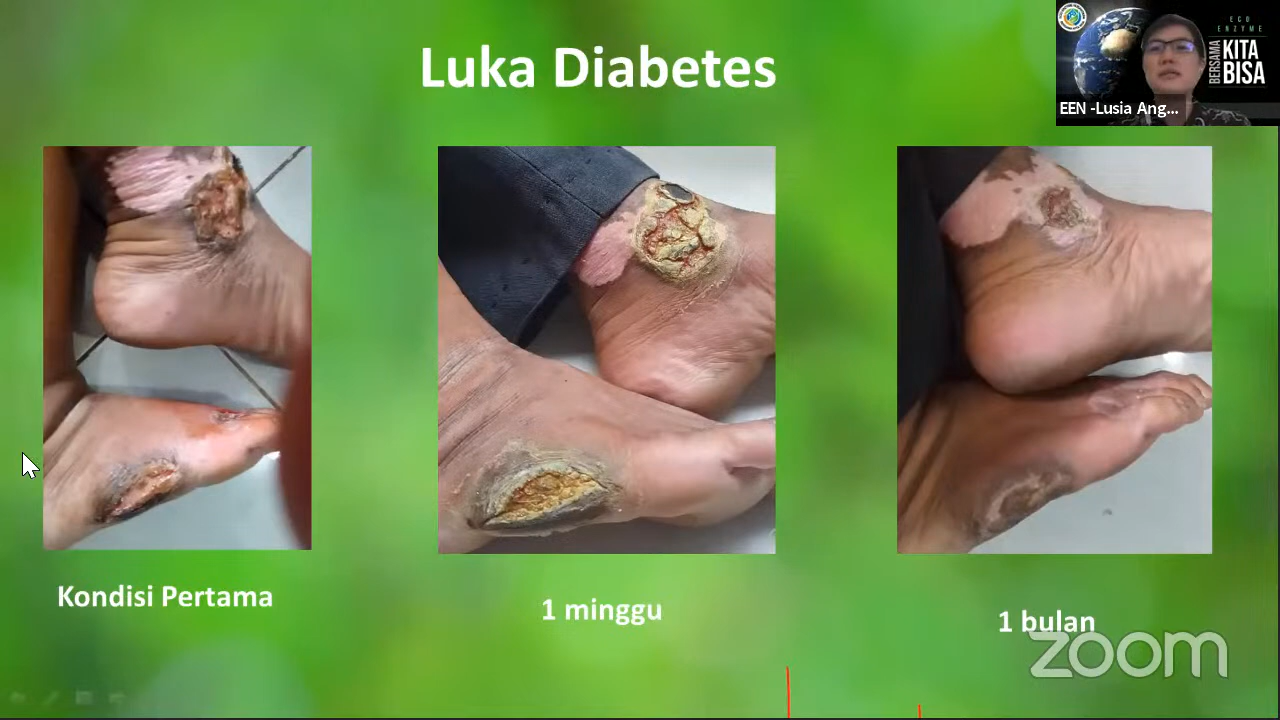 Luka Diabetes
ECO
ENZYME
BERSAMA
KITA
BISA
EEN -Lusia Ang...
Kondisi Pertama
1 minggu
1 bulan
zoom